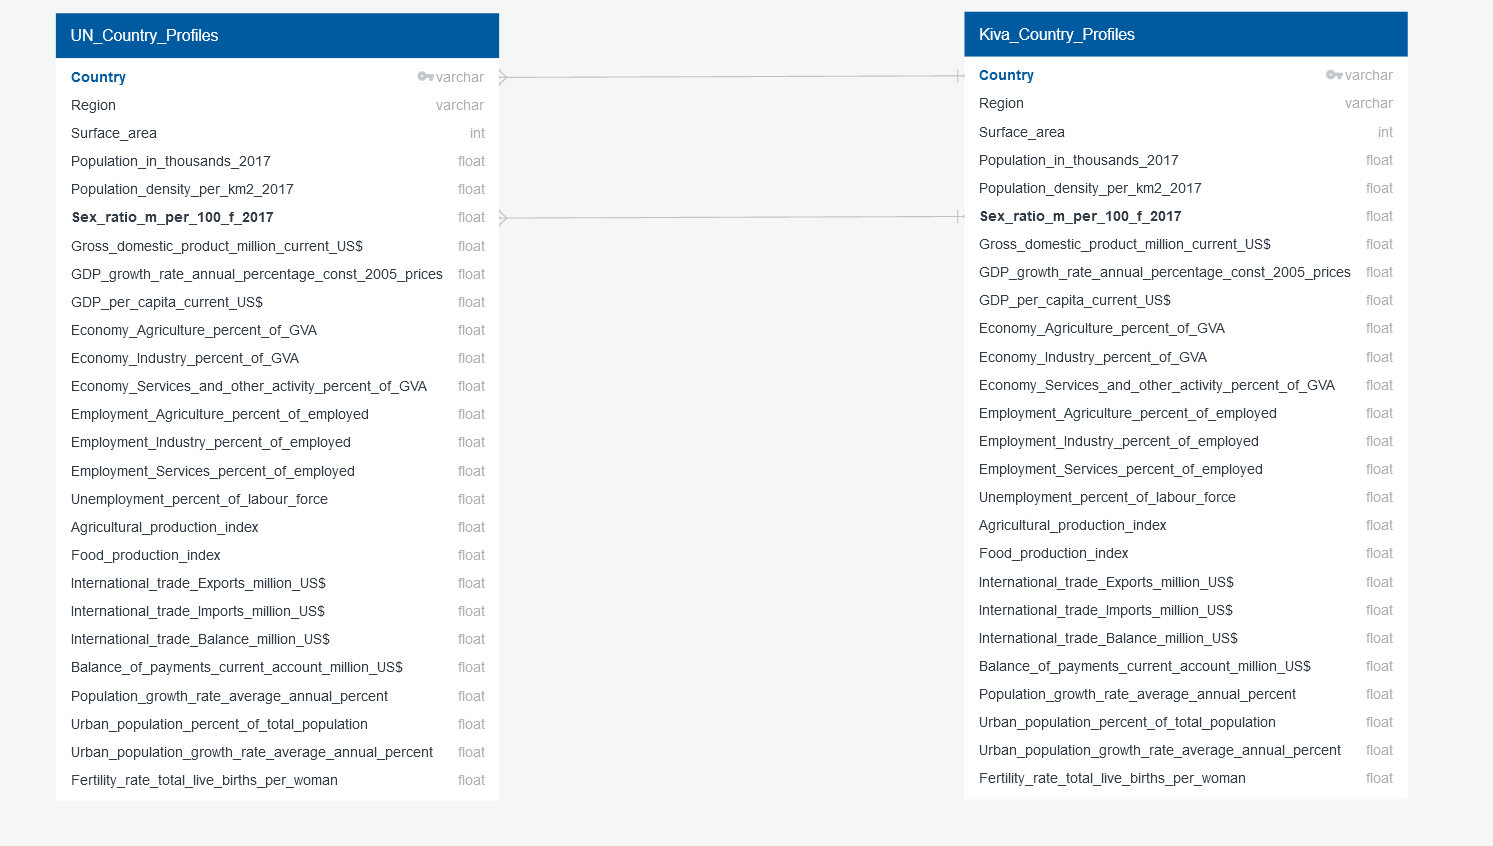 UN_Country_Profiles
Country varchar
Region varchar
Surface_area int
Population_in_thousands_2017 float
Population_density_per_km2_2017 float
Sex_ratio_m_per_100_f_2017 float
Gross_domestic_product_million_current_US$ float
GDP_growth_rate_annual_percentage_const_2005_prices float
GDP_per_capita_current_US$ float
Economy_Agriculture_percent_of_GVA float
Economy_Industry_percent_of_GVA float
Economy_Services_and_other_activity_percent_of_GVA float
Employment_Agriculture_percent_of_employed float
Employment_Industry_percent_of_employed float
Employment_Services_percent_of_employed float
Unemployment_percent_of_labour_force float
Agricultural_production_index float
Food_production_index float
International_trade_Exports_million_US$ float
International_trade_Imports_million_US$ float
International_trade_Balance_million_US$ float
Balance_of_payments_current_account_million_US$ float
Population_growth_rate_average_annual_percent float
Urban_population_percent_of_total_population float
Urban_population_growth_rate_average_annual_percent float
Fertility_rate_total_live_births_per_woman float
Kiva_Country_Profiles
Country varchar
Region varchar
Surface_area int
Population_in_thousands_2017 float
Population_density_per_km2_2017 float
Sex_ratio_m_per_100_f_2017 float
Gross_domestic_product_million_current_US$ float
GDP_growth_rate_annual_percentage_const_2005_prices float
GDP_per_capita_current_US$ float
Economy_Agriculture_percent_of_GVA float
Economy_Industry_percent_of_GVA float
Economy_Services_and_other_activity_percent_of_GVA float
Employment_Agriculture_percent_of_employed float
Employment_Industry_percent_of_employed float
Employment_Services_percent_of_employed float
Unemployment_percent_of_labour_force float
Agricultural_production_index float
Food_production_index float
International_trade_Exports_million_US$ float
International_trade_Imports_million_US$ float
International_trade_Balance_million_US$ float
Balance_of_payments_current_account_million_US$ float
Population_growth_rate_average_annual_percent float
Urban_population_percent_of_total_population float
Urban_population_growth_rate_average_annual_percent float
Fertility_rate_total_live_births_per_woman float